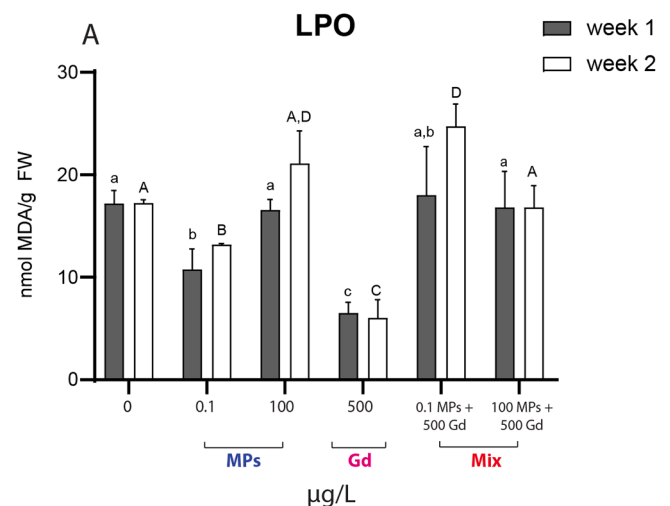 A
LPO
week 1
week 2
nmol MDA/g FW
30
20
10
0
a
A
b
B
a
A,D
c
C
a,b
D
a
A
0
0.1
100
500
0.1 MPs +
500 Gd
100 MPs +
500 Gd
MPs
Gd
Mix
µg/L